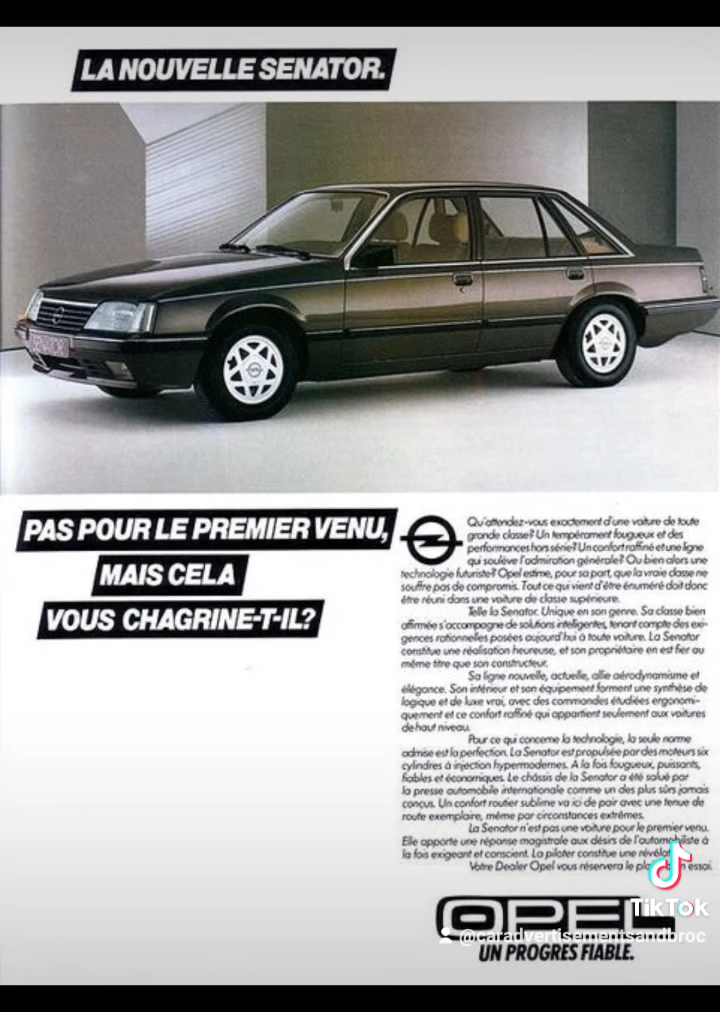 LA NOUVELLE SENATOR.
SENATOR
PAS POUR LE PREMIER VENU,
MAIS CELA
VOUS CHAGRINE-T-IL?
Qu'attendez-vous exactement d'une voiture de toute
grande classe? Un tempérament fougueux et des
performances hors série? Un confort raffiné et une ligne
qui soulève l'admiration générale? Ou bien alors une
technologie futuriste? Opel estime, pour sa part, que la vraie classe ne
souffre pas de compromis. Tout ce qui vient d'être énuméré doit donc
être réuni dans une voiture de classe supérieure.
Telle la Senator. Unique en son genre. Sa classe bien
affirmée s'accompagne de solutions intelligentes, tenant compte des exi-
gences rationnelles posées aujourd'hui à toute voiture. La Senator
constitue une réalisation heureuse, et son propriétaire en est fier au
même titre que son constructeur.
Sa ligne nouvelle, actuelle, allie aérodynamisme et
élégance. Son intérieur et son équipement forment une synthèse de
logique et de luxe vrai, avec des commandes étudiées ergonomi-
quement et ce confort raffiné qui appartient seulement aux voitures
de haut niveau.
Pour ce qui concerne la technologie, la seule norme
admise est la perfection. La Senator est propulsée par des moteurs six
cylindres à injection hypermodernes. A la fois fougueux, puissants,
fiables et économiques. Le châssis de la Senator a été salué par
la presse automobile internationale comme un des plus sûrs jamais
conçus. Un confort routier sublime va ici de pair avec une tenue de
route exemplaire, même par circonstances extrêmes.
La Senator n'est pas une voiture pour le premier venu.
Elle apporte une réponse magistrale aux désirs de l'automobiliste à
la fois exigeant et conscient. La piloter constitue une
Votre Dealer Opel vous réservera le essai.
OPEL
TikTok
@caradvertisementsandbroc
UN PROGRES FIABLE.